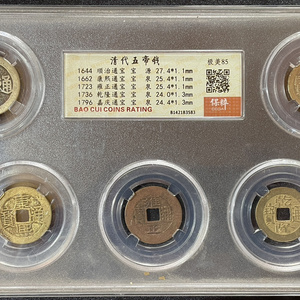 清代五帝钱
极美85
1644 顺治通宝 宝 源 27.4*1.1mm
1662 康熙通宝 宝 泉 25.4*1.1mm
1723 雍正通宝 宝 泉 25.4*1.1mm
1736 乾隆通宝 宝 泉 24.0*1.3mm
1796 嘉庆通宝 宝 泉 24.0*1.3mm
BAO CUI COINS RATING
保粹
B142183583
通